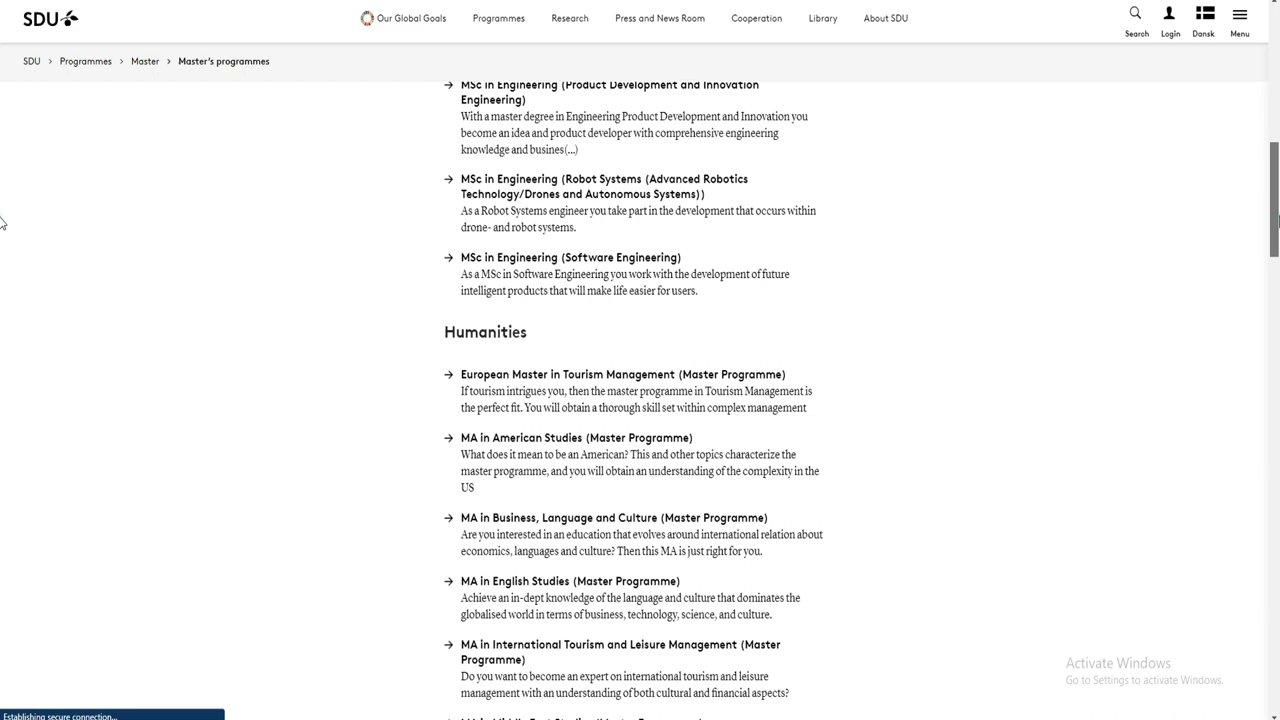 SDU
Our Global Goals
Programmes
Research
Press and News Room
Cooperation
Library
About SDU
Search
Login
Dansk
Menu
SDU > Programmes > Master > Master's programmes
→ MSc in Engineering (Product Development and Innovation
Engineering)
With a master degree in Engineering Product Development and Innovation you
become an idea and product developer with comprehensive engineering
knowledge and busines(...)
→ MSc in Engineering (Robot Systems (Advanced Robotics
Technology/Drones and Autonomous Systems))
As a Robot Systems engineer you take part in the development that occurs within
drone- and robot systems.
→ MSc in Engineering (Software Engineering)
As a MSc in Software Engineering you work with the development of future
intelligent products that will make life easier for users.
Humanities
→ European Master in Tourism Management (Master Programme)
If tourism intrigues you, then the master programme in Tourism Management is
the perfect fit. You will obtain a thorough skill set within complex management
→ MA in American Studies (Master Programme)
What does it mean to be an American? This and other topics characterize the
master programme, and you will obtain an understanding of the complexity in the
US
→ MA in Business, Language and Culture (Master Programme)
Are you interested in an education that evolves around international relation about
economics, languages and culture? Then this MA is just right for you.
→ MA in English Studies (Master Programme)
Achieve an in-dept knowledge of the language and culture that dominates the
globalised world in terms of business, technology, science, and culture.
→ MA in International Tourism and Leisure Management (Master
Programme)
Do you want to become an expert on international tourism and leisure
management with an understanding of both cultural and financial aspects?
Activate Windows
Go to Settings to activate Windows.
Establishing secure connection...